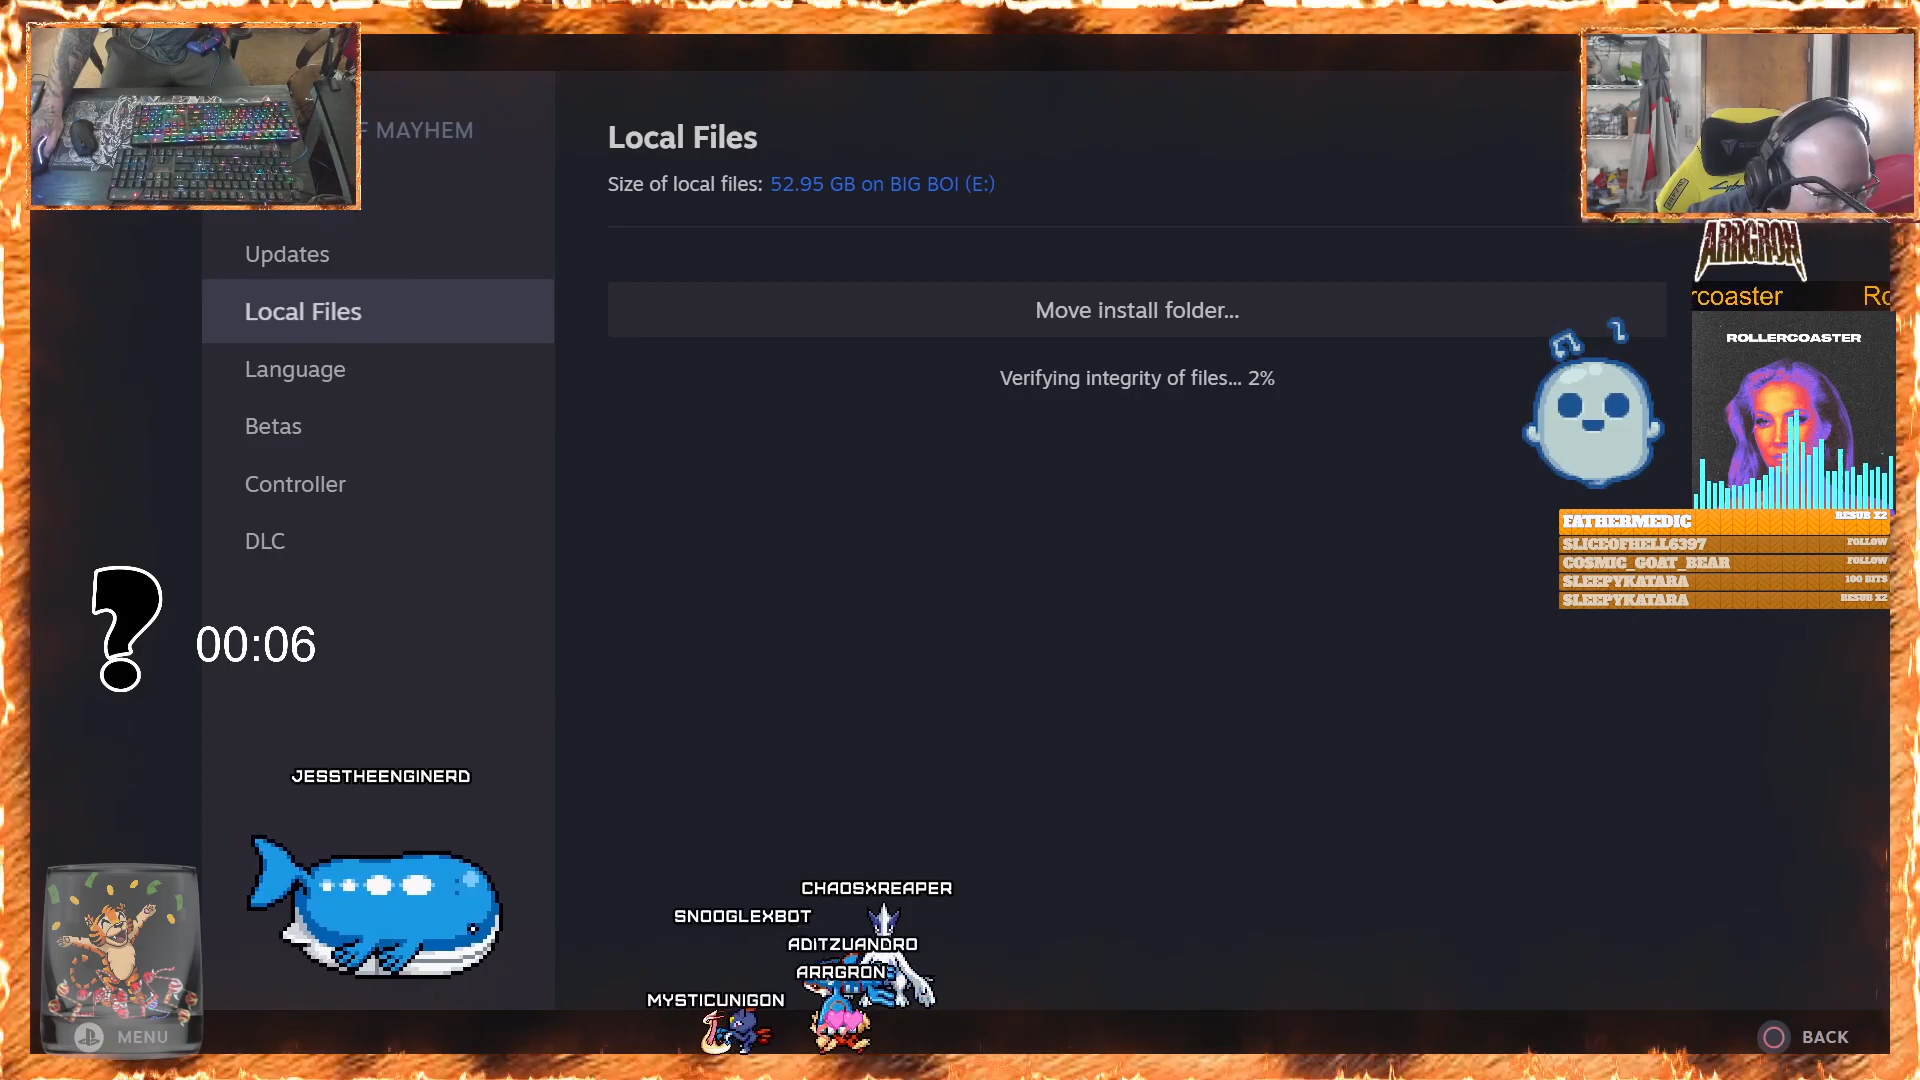 F MAYHEM
Updates
Local Files
Language
Betas
Controller
DLC
Local Files
Size of local files: 52.95 GB on BIG BOI (E:)
Move install folder...
Verifying integrity of files... 2%
ARRGRON
rcoaster
Ro
ROLLERCOASTER
FATHERMEDIC RESUB X2
SLICEOFHELL6397 FOLLOW
COSMIC_GOAT_BEAR FOLLOW
SLEEPYKATARA 100 BITS
SLEEPYKATARA RESUB X2
?
00:06
JESSTHEENGINERD
CHAOSXREAPER
SNOOGLEXBOT
ADITZUANDRO
ARRGRON
MYSTICUNIGON
MENU
BACK